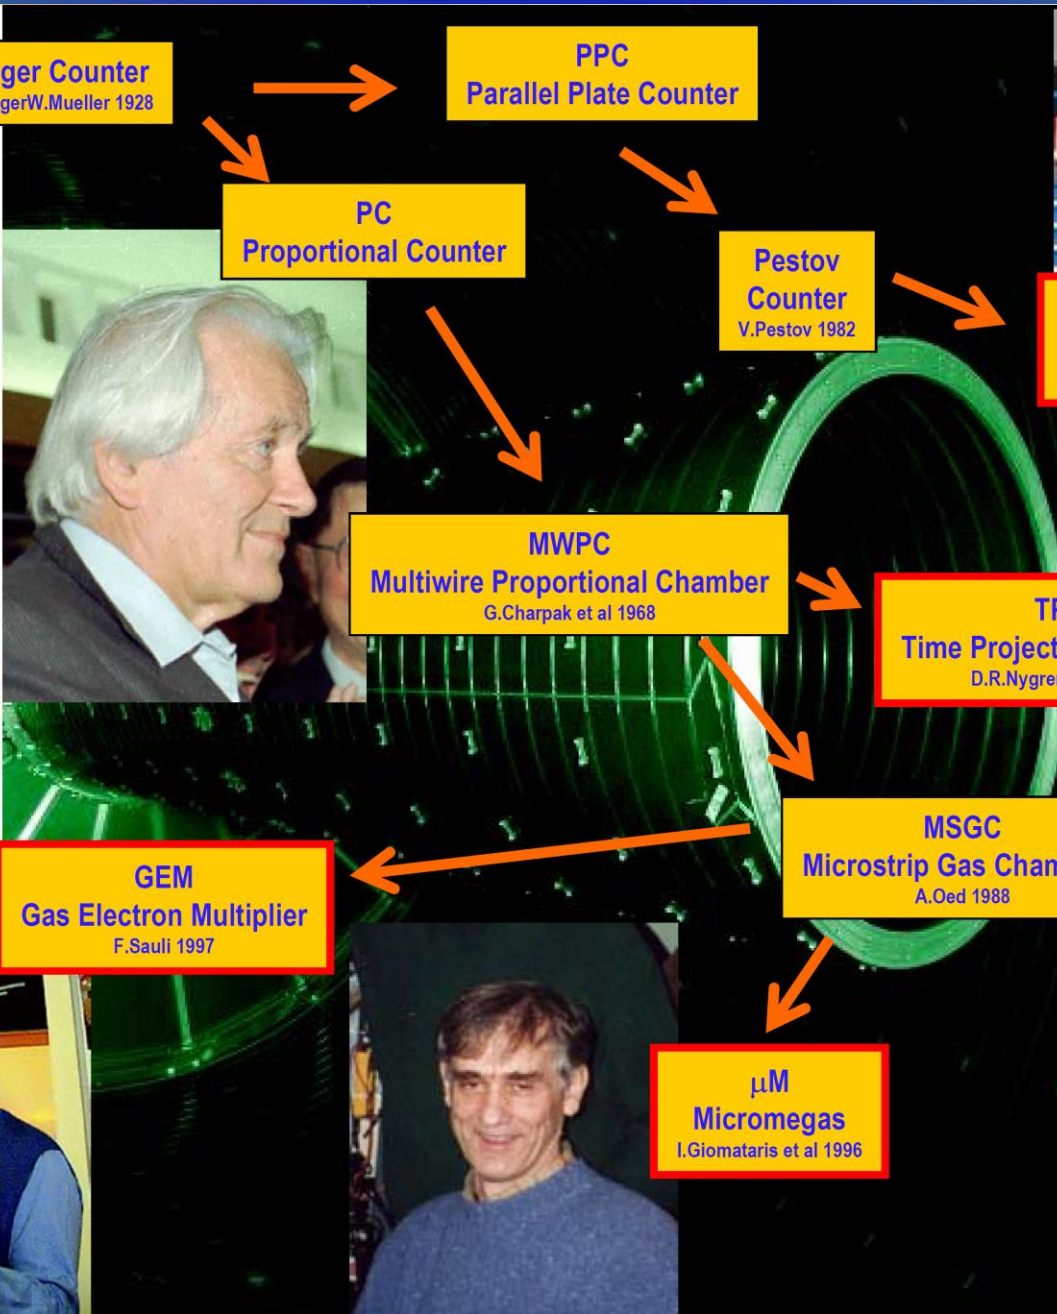 ger Counter
gerW.Mueller 1928
PPC
Parallel Plate Counter
PC
Proportional Counter
Pestov
Counter
V.Pestov 1982
MWPC
Multiwire Proportional Chamber
G.Charpak et al 1968
Time Project
D.R.Nygre
MSGC
Microstrip Gas Cham
A.Oed 1988
GEM
Gas Electron Multiplier
F.Sauli 1997
μM
Micromegas
I.Giomataris et al 1996